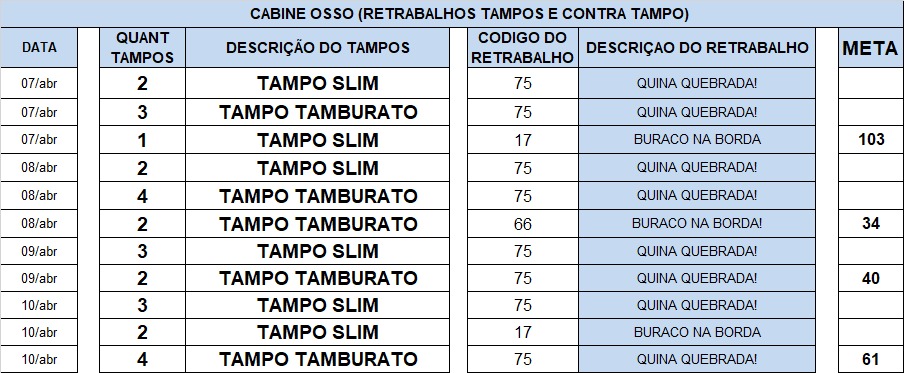 CABINE OSSO (RETRABALHOS TAMPOS E CONTRA TAMPO)
DATA QUANT TAMPOS DESCRIÇÃO DO TAMPOS CODIGO DO RETRABALHO DESCRIÇAO DO RETRABALHO META
07/abr 2 TAMPO SLIM 75 QUINA QUEBRADA!
07/abr 3 TAMPO TAMBURATO 75 QUINA QUEBRADA!
07/abr 1 TAMPO SLIM 17 BURACO NA BORDA 103
08/abr 2 TAMPO SLIM 75 QUINA QUEBRADA!
08/abr 4 TAMPO TAMBURATO 75 QUINA QUEBRADA!
08/abr 2 TAMPO TAMBURATO 66 BURACO NA BORDA! 34
09/abr 3 TAMPO SLIM 75 QUINA QUEBRADA!
09/abr 2 TAMPO TAMBURATO 75 QUINA QUEBRADA! 40
10/abr 3 TAMPO SLIM 75 QUINA QUEBRADA!
10/abr 2 TAMPO SLIM 17 BURACO NA BORDA
10/abr 4 TAMPO TAMBURATO 75 QUINA QUEBRADA! 61